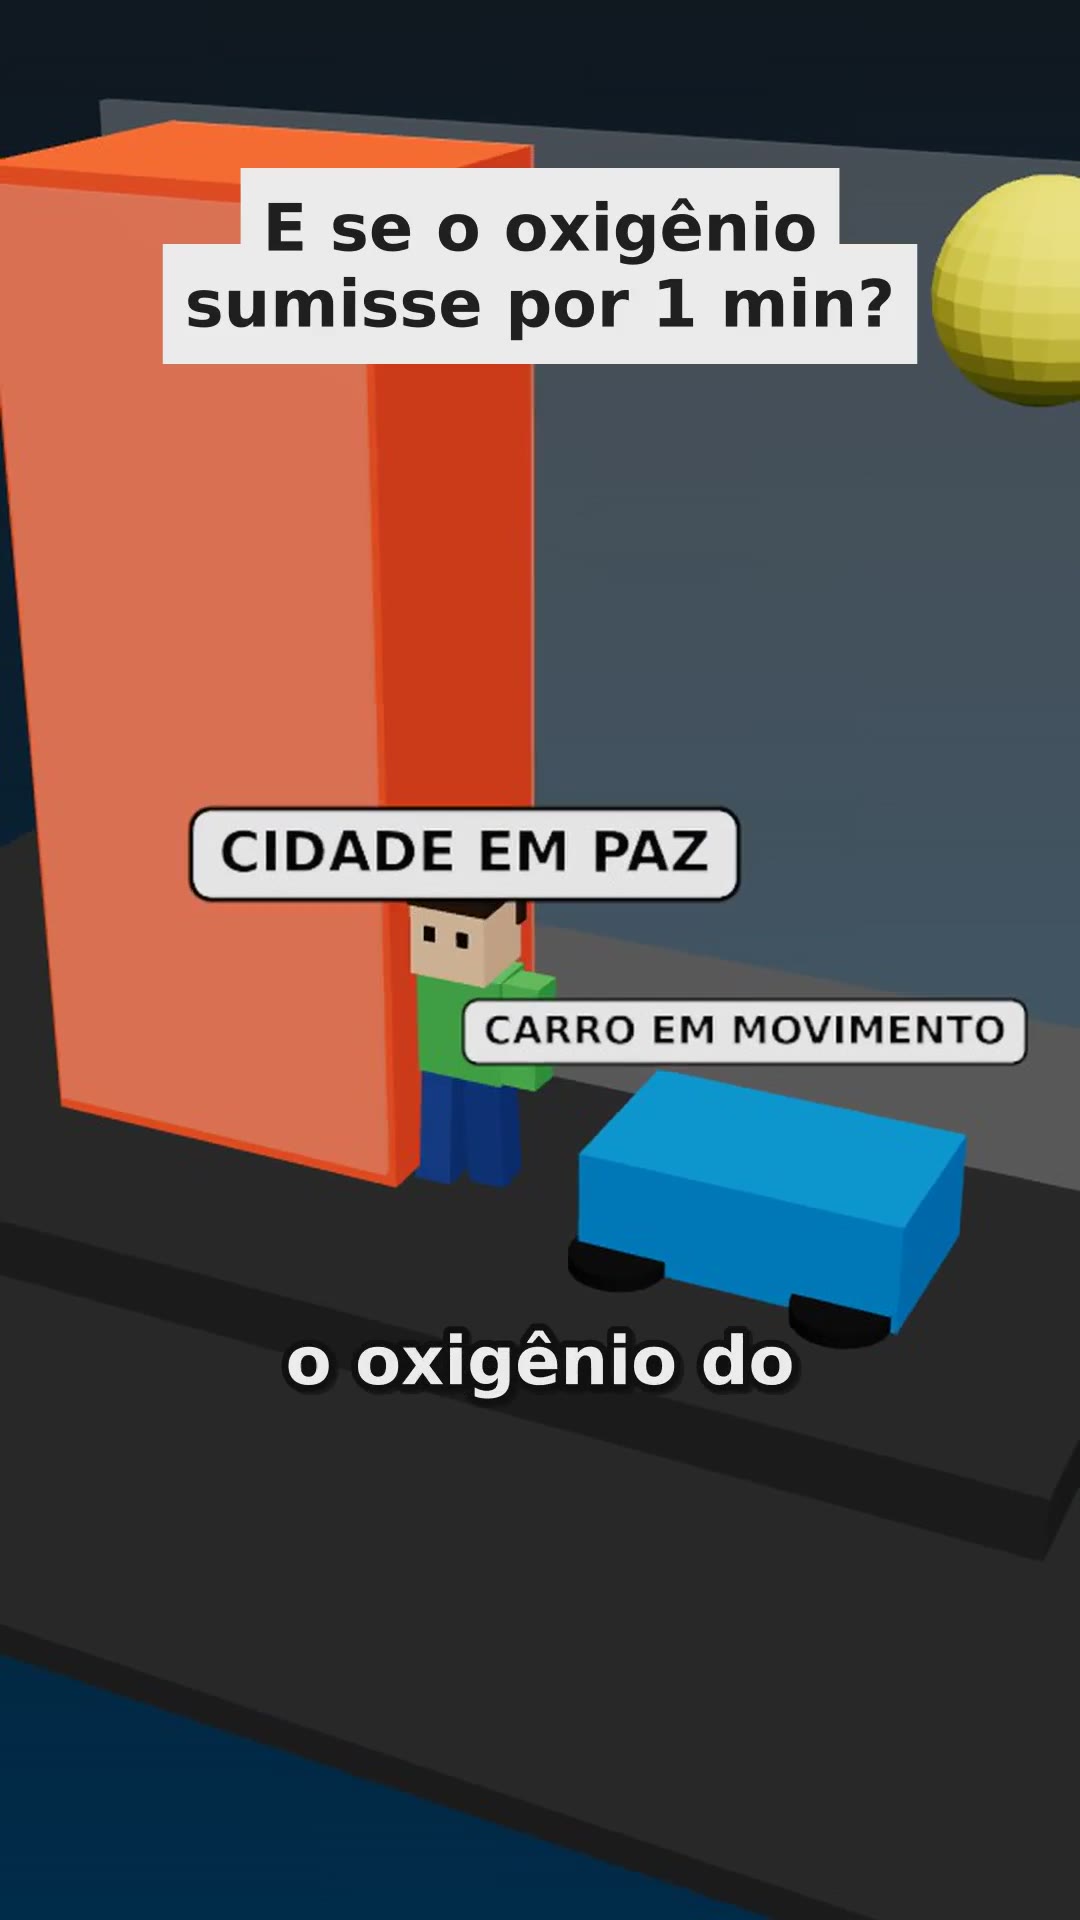 E se o oxigênio
sumisse por 1 min?
CIDADE EM PAZ
CARRO EM MOVIMENTO
o oxigênio do